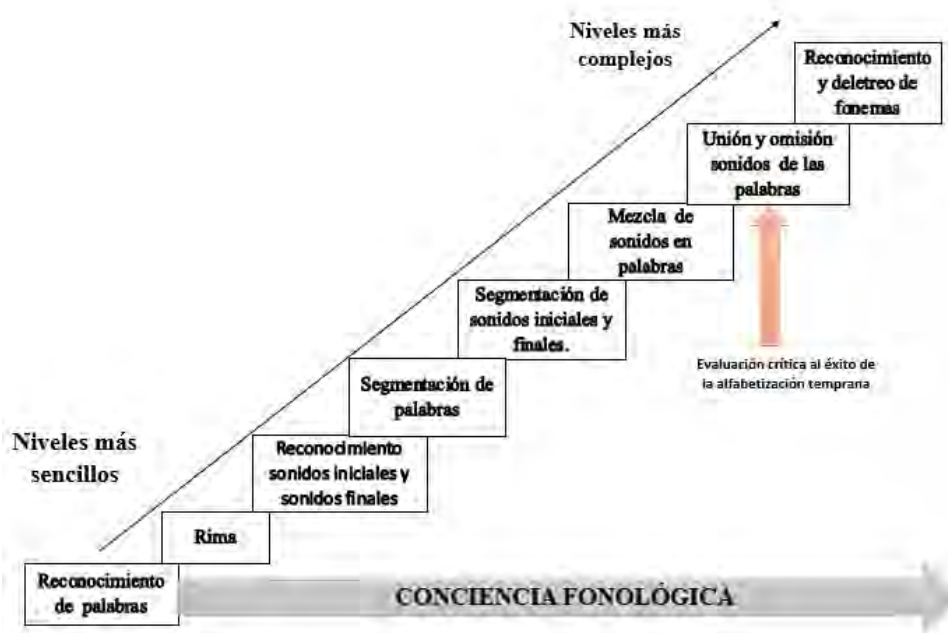 Niveles más
complejos
Reconocimiento
y deletreo de
fonemas
Unión y omisión
sonidos de las
palabras
Mezcla de
sonidos en
palabras
Segmentación de
sonidos iniciales y
finales.
Evaluación crítica al éxito de
la alfabetización temprana
Segmentación de
palabras
Niveles más
sencillos
Reconocimiento
sonidos iniciales y
sonidos finales
Rima
Reconocimiento
de palabras
CONCIENCIA FONOLÓGICA